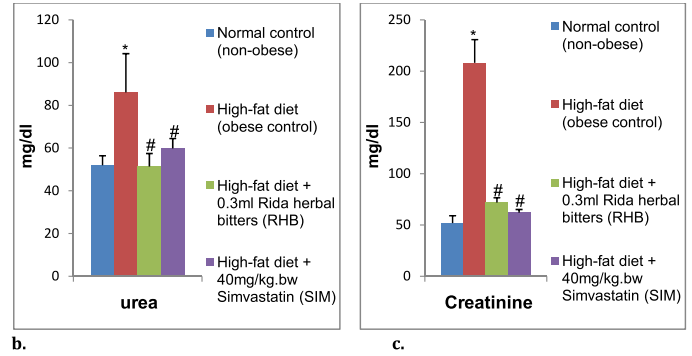 120
100
80
60
40
20
0
mg/dl
*
#
#
urea
Normal control
(non-obese)
High-fat diet
(obese control)
High-fat diet +
0.3ml Rida herbal
bitters (RHB)
High-fat diet +
40mg/kg.bw
Simvastatin (SIM)
b.
250
200
150
100
50
0
mg/dl
*
#
#
Creatinine
Normal control
(non-obese)
High-fat diet
(obese control)
High-fat diet +
0.3ml Rida herbal
bitters (RHB)
High-fat diet +
40mg/kg.bw
Simvastatin (SIM)
c.